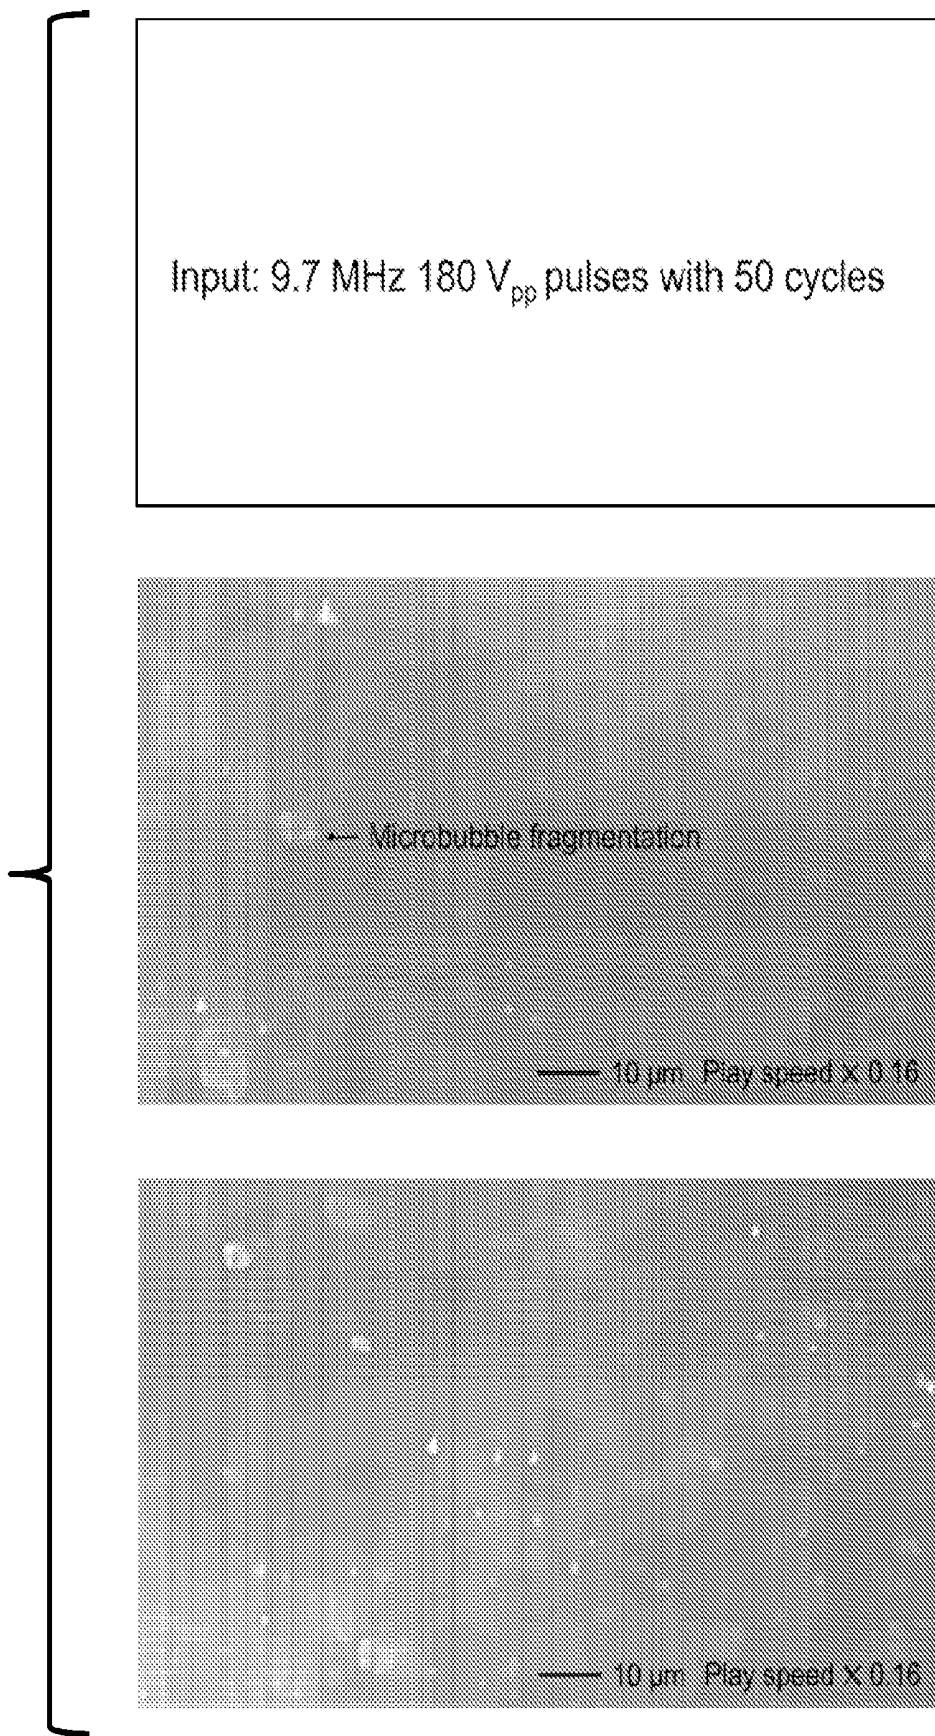 Input: 9.7 MHz 180 Vpp pulses with 50 cycles
Microbubble fragmentation
10 μm Play speed X 0.16
10 μm Play speed X 0.16